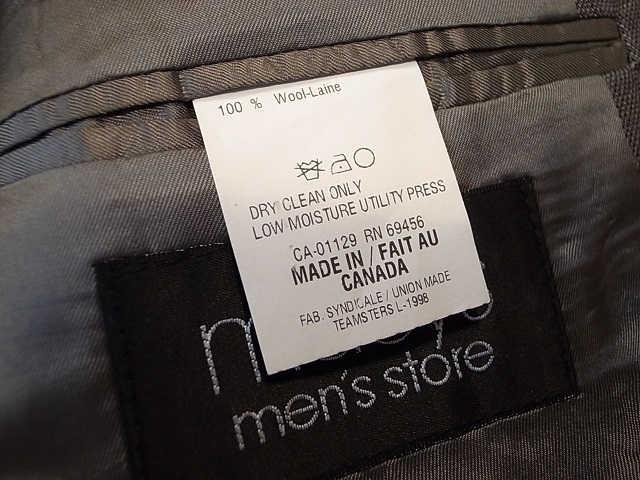 100 % Wool-Laine
DRY CLEAN ONLY
LOW MOISTURE UTILITY PRESS
CA-01129 RN 69456
MADE IN / FAIT AU
CANADA
FAB. SYNDICALE / UNION MADE
TEAMSTERS L-1998
men's store